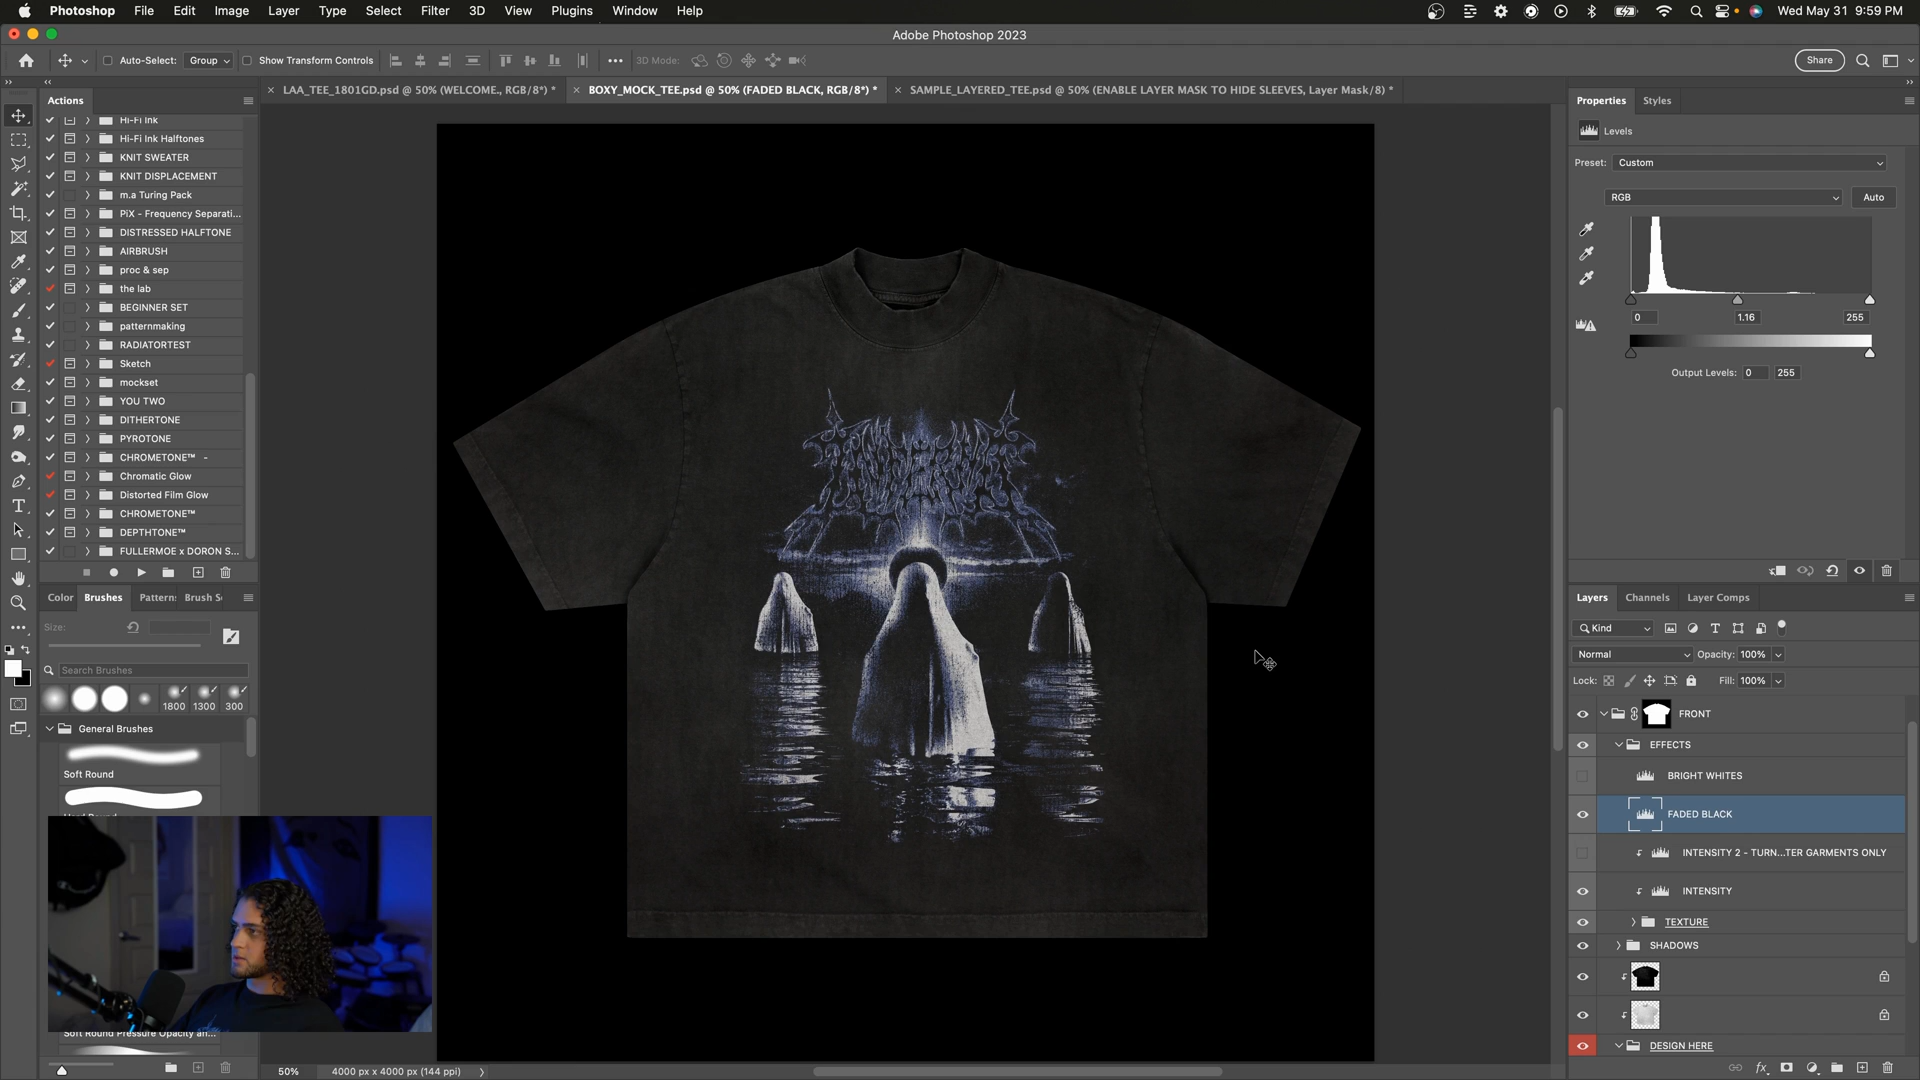 Photoshop File Edit Image Layer Type Select Filter 3D View Plugins Window Help
Wed May 31 9:59 PM
Adobe Photoshop 2023
Auto-Select: Group Show Transform Controls 3D Mode: Share
LAA_TEE_1801GD.psd @ 50% (WELCOME., RGB/8*) *
BOXY_MOCK_TEE.psd @ 50% (FADED BLACK, RGB/8*) *
SAMPLE_LAYERED_TEE.psd @ 50% (ENABLE LAYER MASK TO HIDE SLEEVES, Layer Mask/8) *
Actions
Hi-Fi Ink
Hi-Fi Ink Halftones
KNIT SWEATER
KNIT DISPLACEMENT
m.a Turing Pack
PiX - Frequency Separati...
DISTRESSED HALFTONE
AIRBRUSH
proc & sep
the lab
BEGINNER SET
patternmaking
RADIATORTEST
Sketch
mockset
YOU TWO
DITHERTONE
PYROTONE
CHROMETONE™ -
Chromatic Glow
Distorted Film Glow
CHROMETONE™
DEPTHTONE™
FULLERMOE x DORON S...
Color Brushes Pattern: Brush S
Size:
Search Brushes
1800 1300 300
General Brushes
Soft Round
Soft Round Pressure Opacity an...
50% 4000 px x 4000 px (144 ppi)
Properties Styles
Levels
Preset: Custom
RGB Auto
0 1.16 255
Output Levels: 0 255
Layers Channels Layer Comps
Kind
Normal Opacity: 100%
Lock: Fill: 100%
FRONT
EFFECTS
BRIGHT WHITES
FADED BLACK
INTENSITY 2 - TURN...TER GARMENTS ONLY
INTENSITY
TEXTURE
SHADOWS
DESIGN HERE
fx